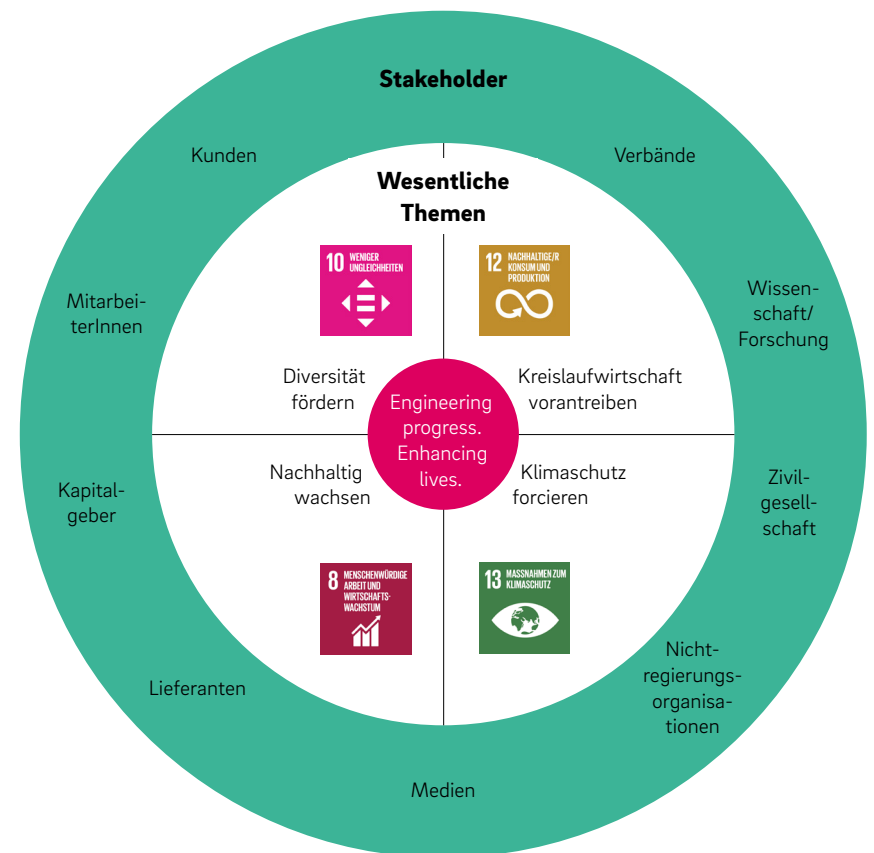 Stakeholder
Kunden
Verbände
Wesentliche
Themen
10 WENIGER
UNGLEICHHEITEN
12 NACHHALTIGE/R
KONSUM UND
PRODUKTION
Mitarbei-
terInnen
Wissen-
schaft/
Forschung
Diversität
fördern
Kreislaufwirtschaft
vorantreiben
Engineering
progress.
Enhancing
lives.
Nachhaltig
wachsen
Klimaschutz
forcieren
Kapital-
geber
Zivil-
gesell-
schaft
8 MENSCHENWÜRDIGE
ARBEIT UND
WIRTSCHAFTS-
WACHSTUM
13 MASSNAHMEN ZUM
KLIMASCHUTZ
Lieferanten
Nicht-
regierungs-
organisa-
tionen
Medien